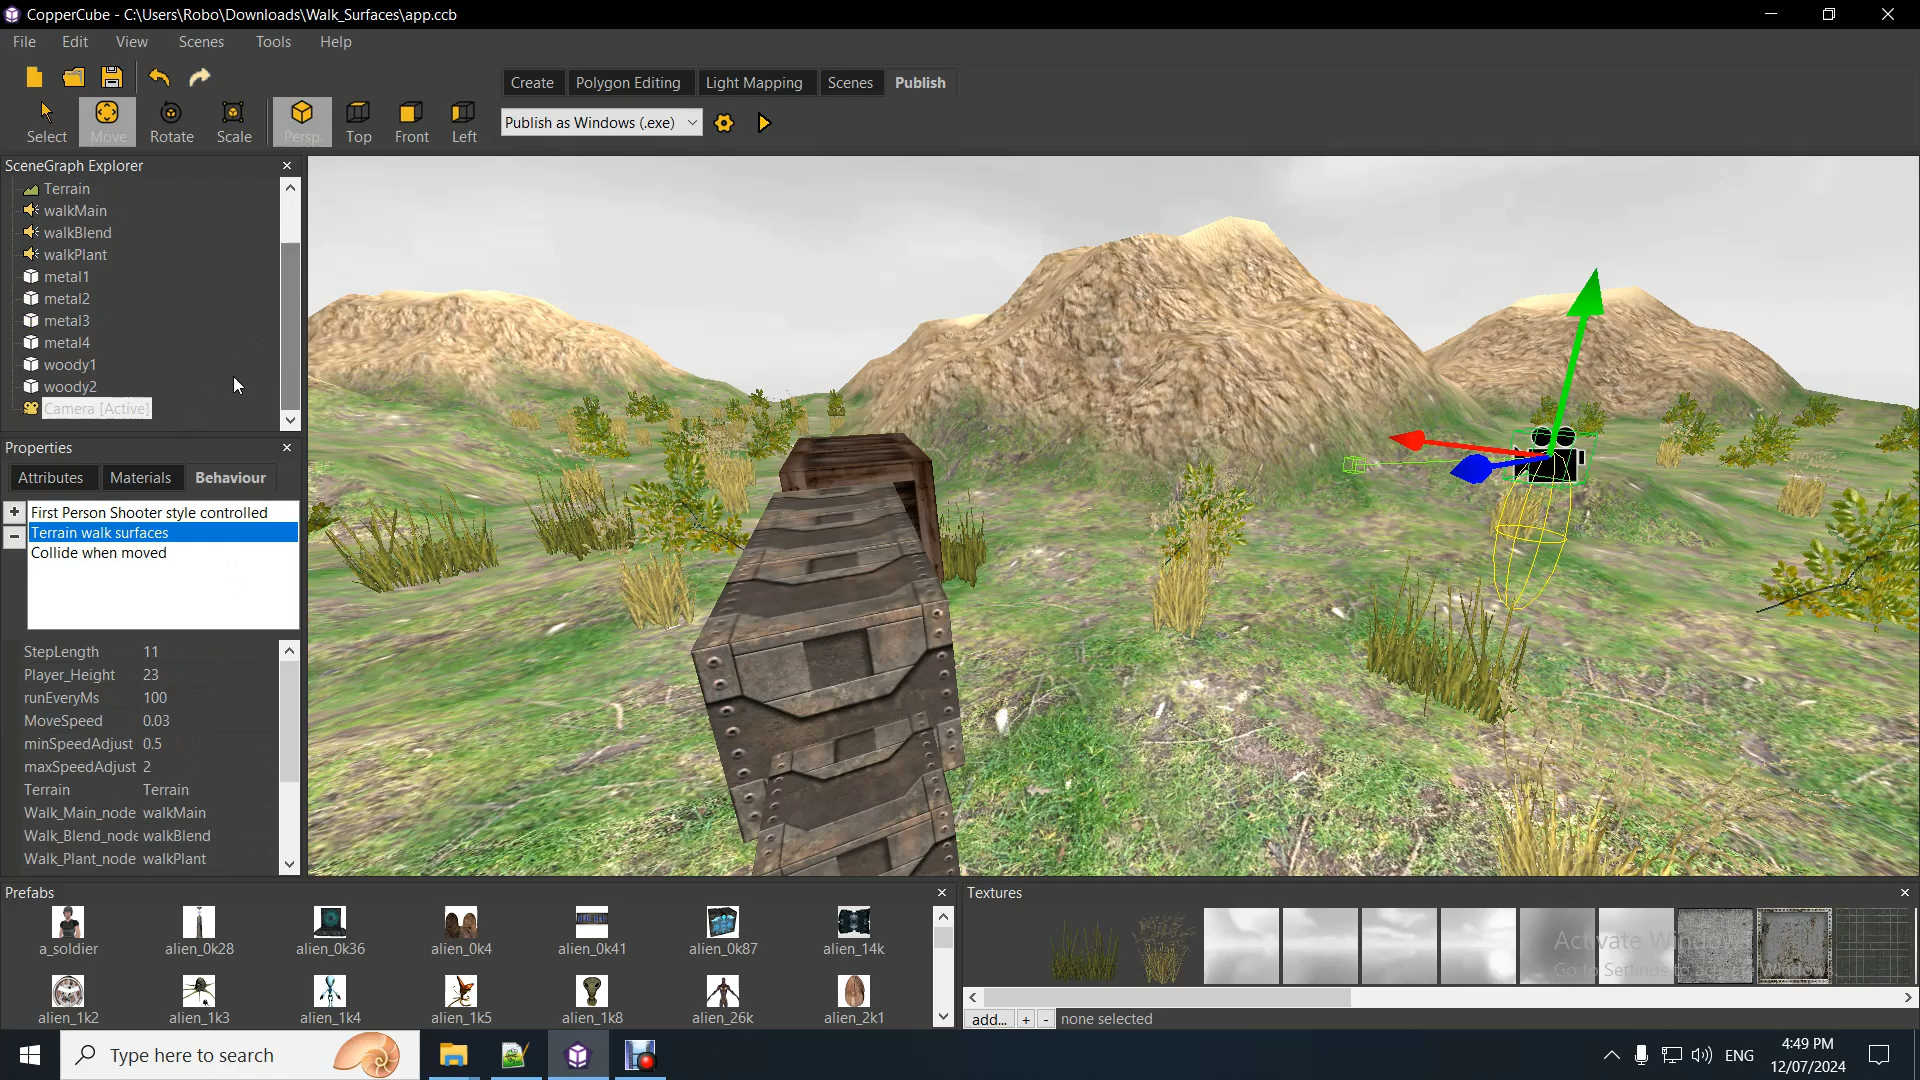 CopperCube - C:\Users\Robo\Downloads\Walk_Surfaces\app.ccb
File Edit View Scenes Tools Help
Create Polygon Editing Light Mapping Scenes Publish
Select Move Rotate Scale Persp. Top Front Left
Publish as Windows (.exe)
SceneGraph Explorer
Terrain
walkMain
walkBlend
walkPlant
metal1
metal2
metal3
metal4
woody1
woody2
Camera [Active]
Properties
Attributes Materials Behaviour
First Person Shooter style controlled
Terrain walk surfaces
Collide when moved
StepLength 11
Player_Height 23
runEveryMs 100
MoveSpeed 0.03
minSpeedAdjust 0.5
maxSpeedAdjust 2
Terrain Terrain
Walk_Main_node walkMain
Walk_Blend_node walkBlend
Walk_Plant_node walkPlant
Prefabs
a_soldier alien_0k28 alien_0k36 alien_0k4 alien_0k41 alien_0k87 alien_14k
alien_1k2 alien_1k3 alien_1k4 alien_1k5 alien_1k8 alien_26k alien_2k1
Textures
Activate Windows
Go to Settings to activate Windows.
add... + - none selected
Type here to search
ENG
4:49 PM
12/07/2024